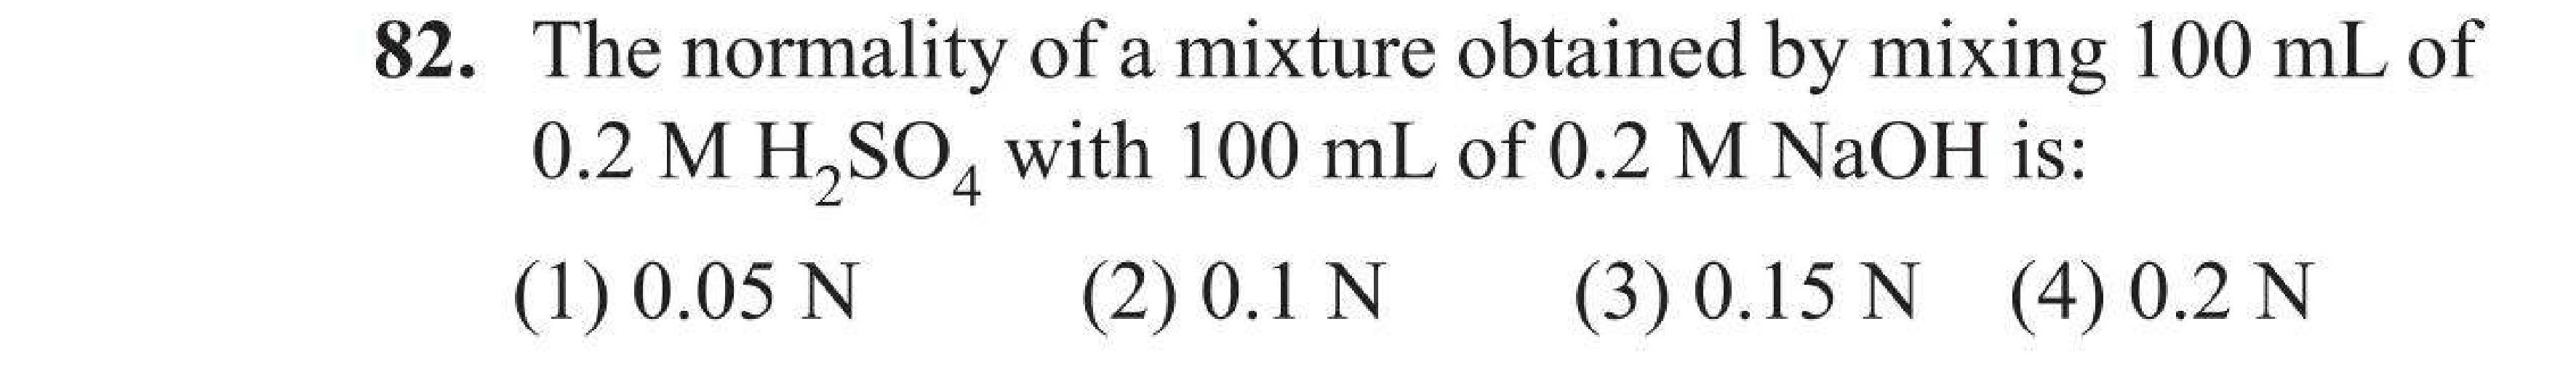 82. The normality of a mixture obtained by mixing 100 mL of
0.2 M H₂SO₄ with 100 mL of 0.2 M NaOH is:
(1) 0.05 N (2) 0.1 N (3) 0.15 N (4) 0.2 N